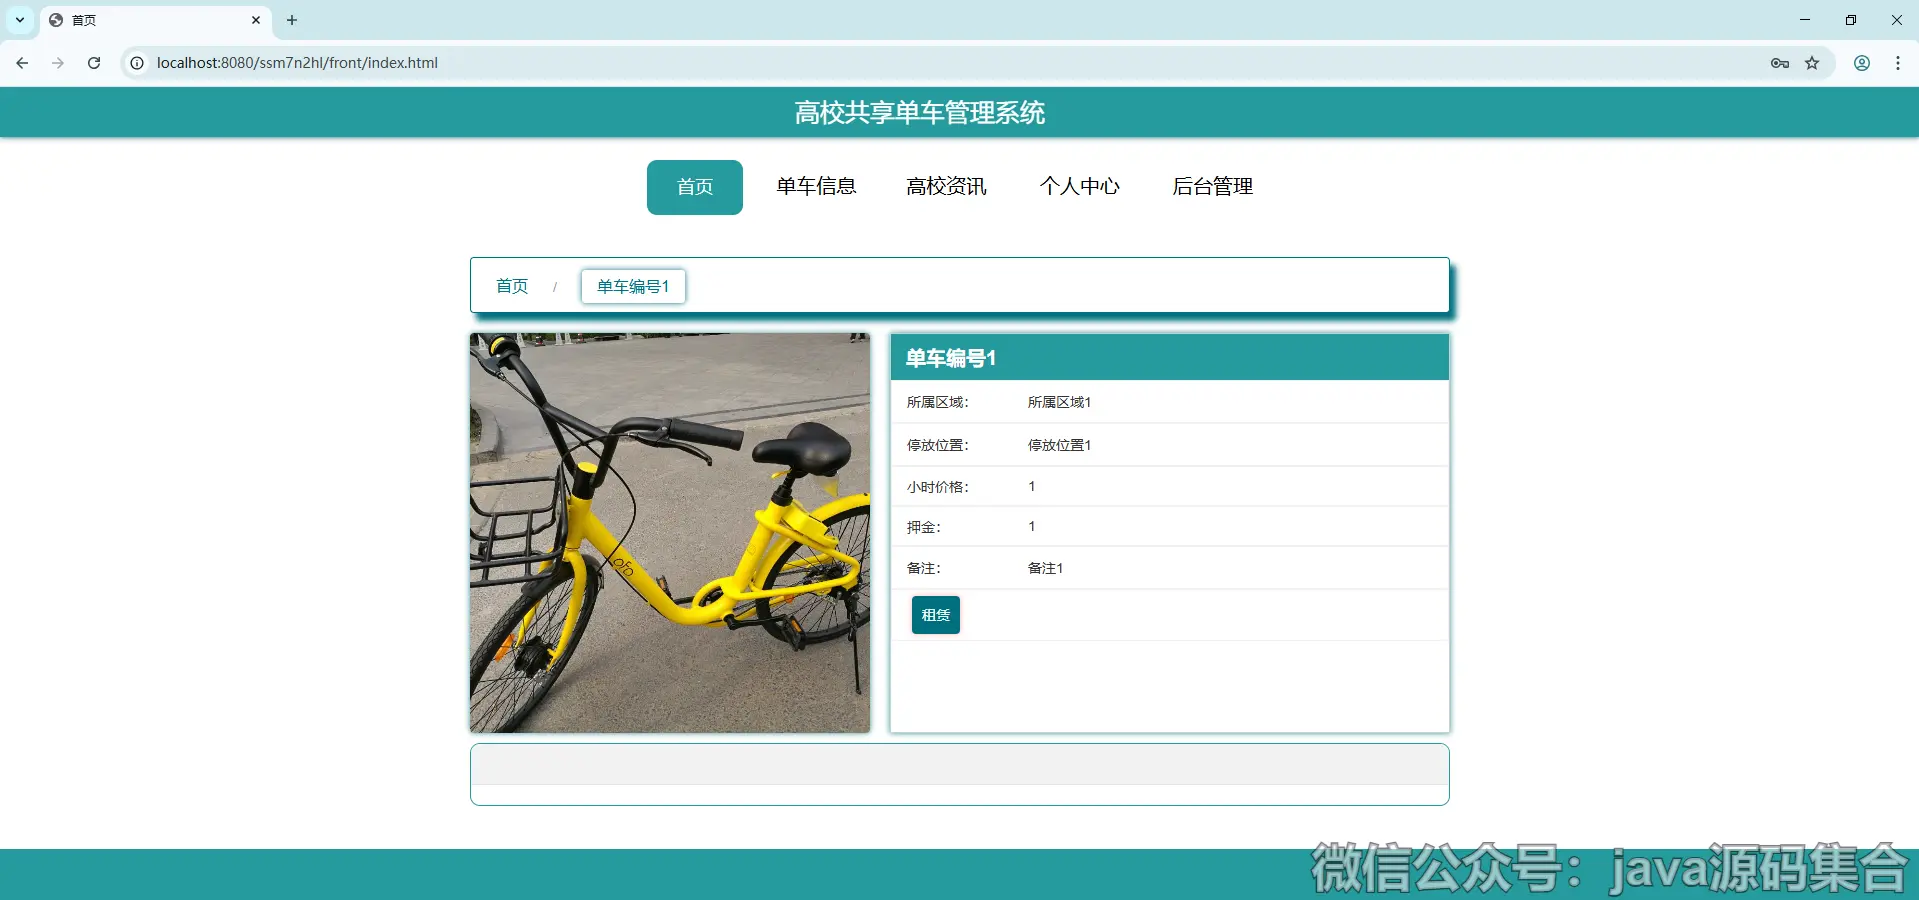 首页
localhost:8080/ssm7n2hl/front/index.html
高校共享单车管理系统
首页 单车信息 高校资讯 个人中心 后台管理
首页 / 单车编号1
ofo
单车编号1
所属区域: 所属区域1
停放位置: 停放位置1
小时价格: 1
押金: 1
备注: 备注1
租赁
微信公众号：java源码集合